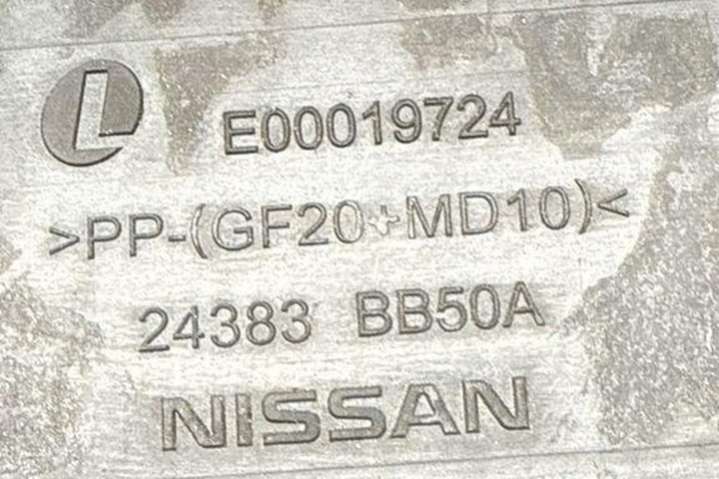 L E00019724
>PP-(GF20+MD10)<
24383 BB50A
NISSAN